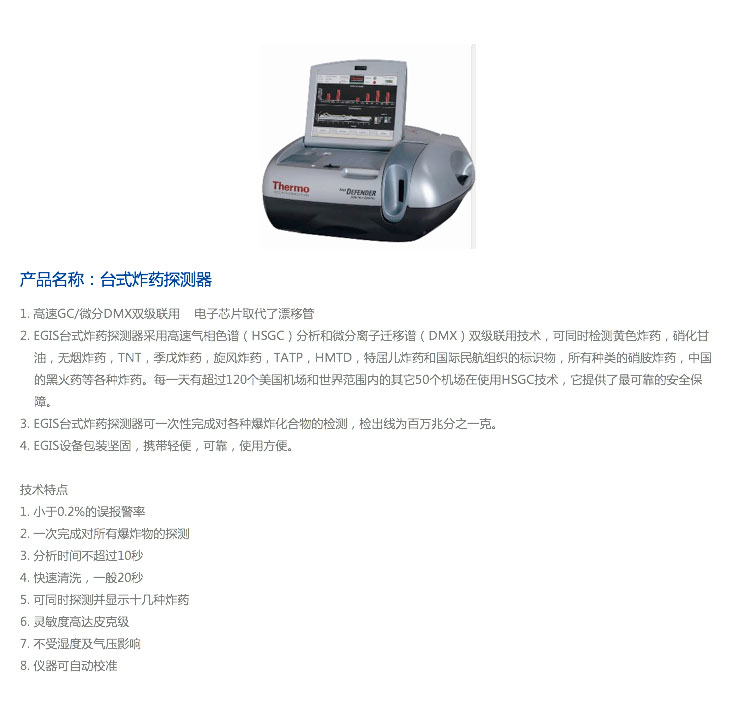 Thermo
EGIS DEFENDER
产品名称：台式炸药探测器
1. 高速GC/微分DMX双级联用 电子芯片取代了漂移管
2. EGIS台式炸药探测器采用高速气相色谱（HSGC）分析和微分离子迁移谱（DMX）双级联用技术，可同时检测黄色炸药，硝化甘
油，无烟炸药，TNT，季戊炸药，旋风炸药，TATP，HMTD，特屈儿炸药和国际民航组织的标识物，所有种类的硝胺炸药，中国
的黑火药等各种炸药。每一天有超过120个美国机场和世界范围内的其它50个机场在使用HSGC技术，它提供了最可靠的安全保
障。
3. EGIS台式炸药探测器可一次性完成对各种爆炸化合物的检测，检出线为百万兆分之一克。
4. EGIS设备包装坚固，携带轻便，可靠，使用方便。
技术特点
1. 小于0.2%的误报警率
2. 一次完成对所有爆炸物的探测
3. 分析时间不超过10秒
4. 快速清洗，一般20秒
5. 可同时探测并显示十几种炸药
6. 灵敏度高达皮克级
7. 不受湿度及气压影响
8. 仪器可自动校准